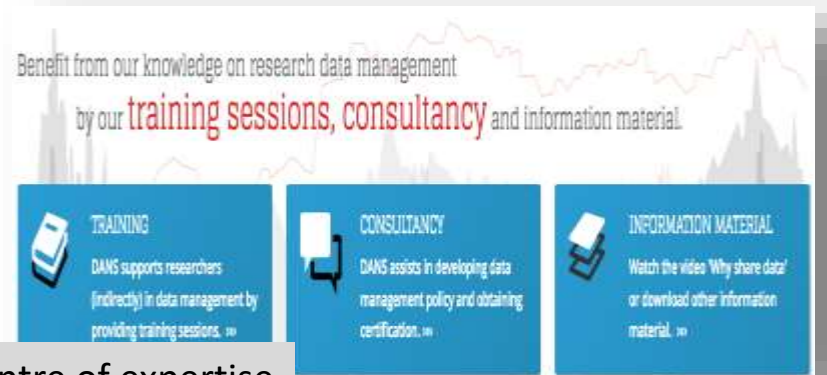 Benefit from our knowledge on research data management
by our training sessions, consultancy and information material.
TRAINING
DANS supports researchers
(indirectly) in data management by
providing training sessions. »»
CONSULTANCY
DANS assists in developing data
management policy and obtaining
certification. »»
INFORMATION MATERIAL
Watch the video 'Why share data'
or download other information
material. »»
ntre of expertise